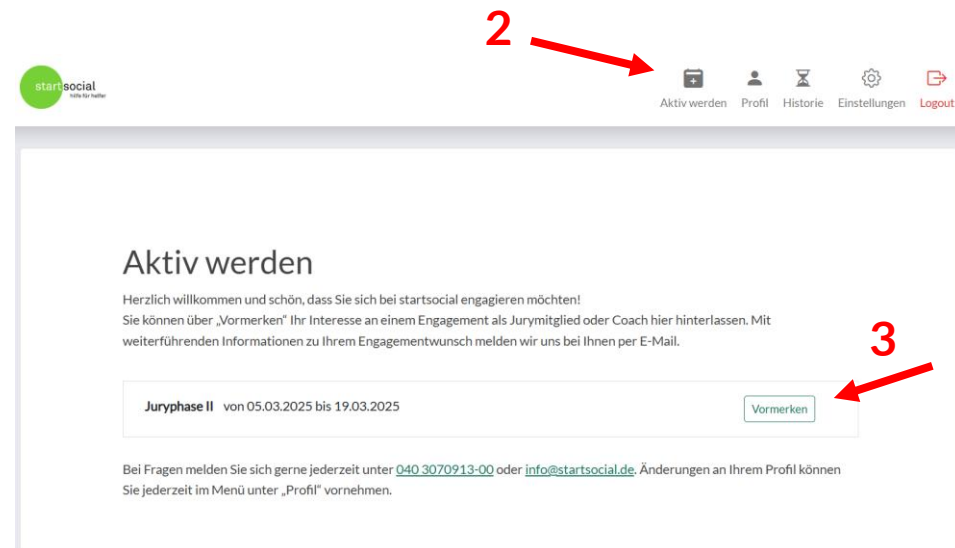 2
startsocial
hilfe für helfer
Aktiv werden Profil Historie Einstellungen Logout
Aktiv werden
Herzlich willkommen und schön, dass Sie sich bei startsocial engagieren möchten!
Sie können über „Vormerken“ Ihr Interesse an einem Engagement als Jurymitglied oder Coach hier hinterlassen. Mit
weiterführenden Informationen zu Ihrem Engagementwunsch melden wir uns bei Ihnen per E-Mail.
3
Juryphase II von 05.03.2025 bis 19.03.2025 Vormerken
Bei Fragen melden Sie sich gerne jederzeit unter 040 3070913-00 oder info@startsocial.de. Änderungen an Ihrem Profil können
Sie jederzeit im Menü unter „Profil“ vornehmen.